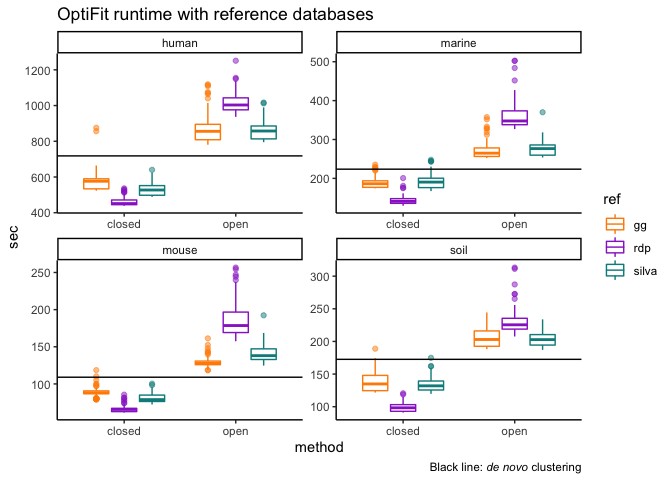 OptiFit runtime with reference databases
human
marine
1200
1000
800
600
400
500
400
300
200
closed
open
closed
open
sec
mouse
soil
250
200
150
100
300
250
200
150
100
closed
open
closed
open
method
ref
gg
rdp
silva
Black line: de novo clustering